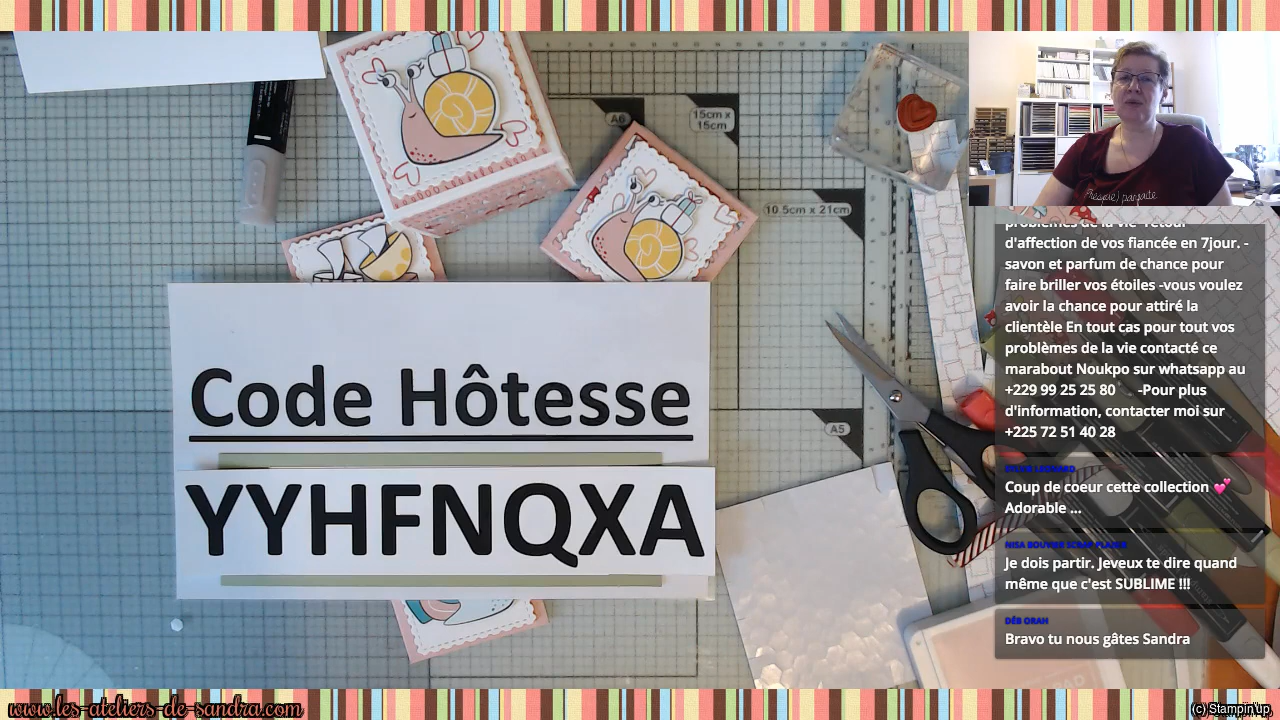 A6
15cm x
15cm
10.5cm x 21cm
A5
Code Hôtesse
YYHFNQXA
Pres(que) parfaite
problèmes de la vie -retour
d'affection de vos fiancée en 7jour. -
savon et parfum de chance pour
faire briller vos étoiles -vous voulez
avoir la chance pour attiré la
clientèle En tout cas pour tout vos
problèmes de la vie contacté ce
marabout Noukpo sur whatsapp au
+229 99 25 25 80 -Pour plus
d'information, contacter moi sur
+225 72 51 40 28
Coup de coeur cette collection 💕
Adorable ...
NISA BOUVIER SCRAP PLAISIR
Je dois partir. Jeveux te dire quand
même que c'est SUBLIME !!!
DÉB ORAH
Bravo tu nous gâtes Sandra
www.les-ateliers-de-sandra.com
(c) Stampin'up